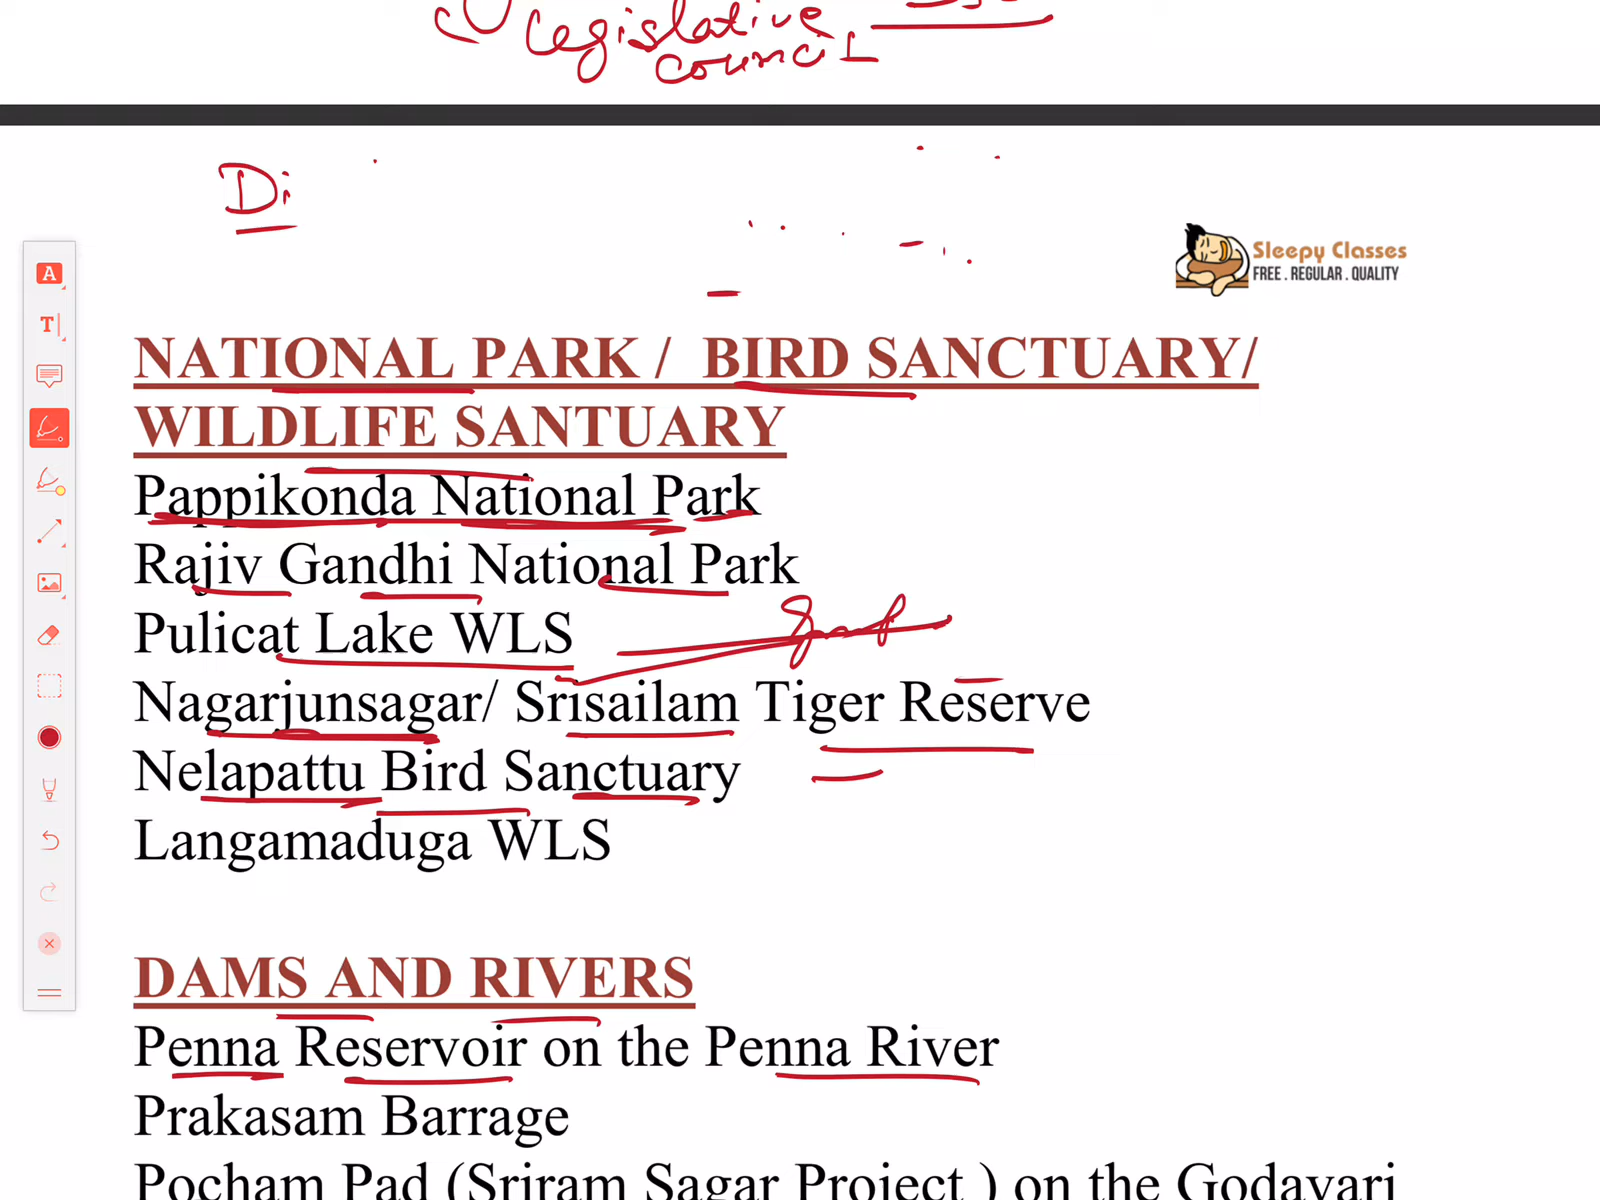 Legislative
council
Di
Sleepy Classes
FREE . REGULAR . QUALITY
NATIONAL PARK / BIRD SANCTUARY/
WILDLIFE SANTUARY
Pappikonda National Park
Rajiv Gandhi National Park
Pulicat Lake WLS
Nagarjunsagar/ Srisailam Tiger Reserve
Nelapattu Bird Sanctuary
Langamaduga WLS
DAMS AND RIVERS
Penna Reservoir on the Penna River
Prakasam Barrage
Pocham Pad (Sriram Sagar Project ) on the Godavari